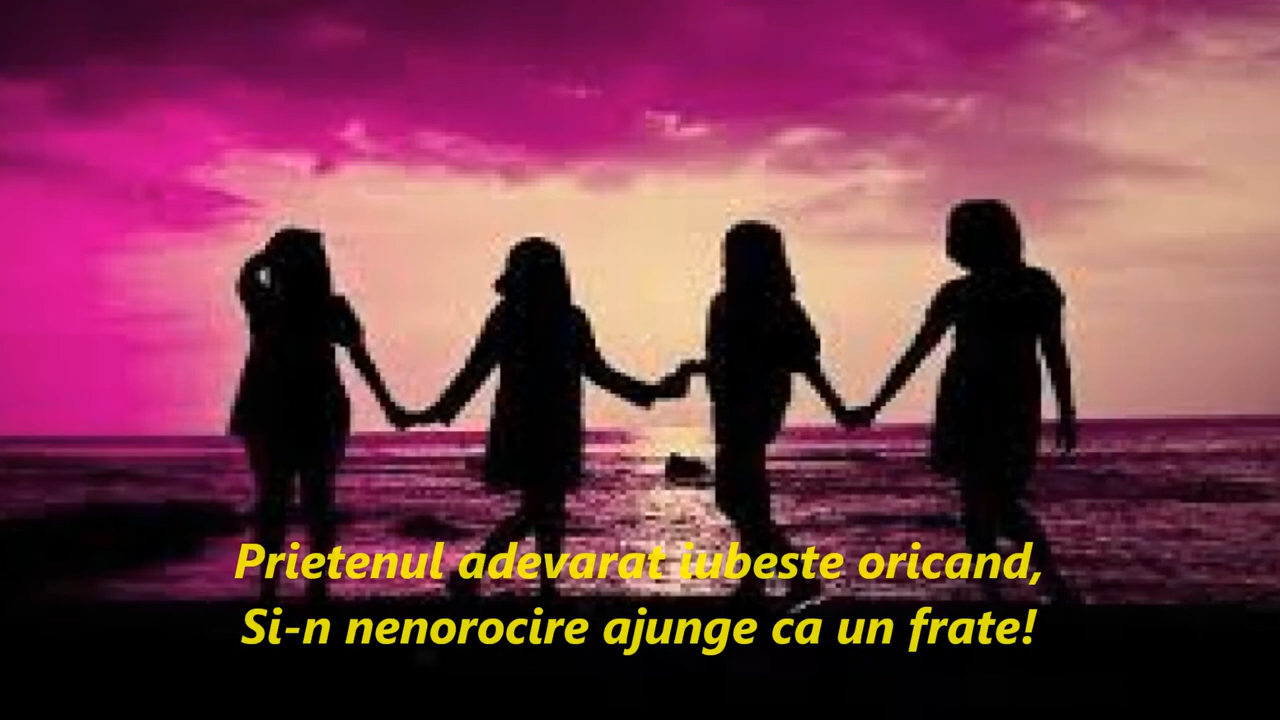 Prietenul adevarat iubeste oricand,
Si-n nenorocire ajunge ca un frate!